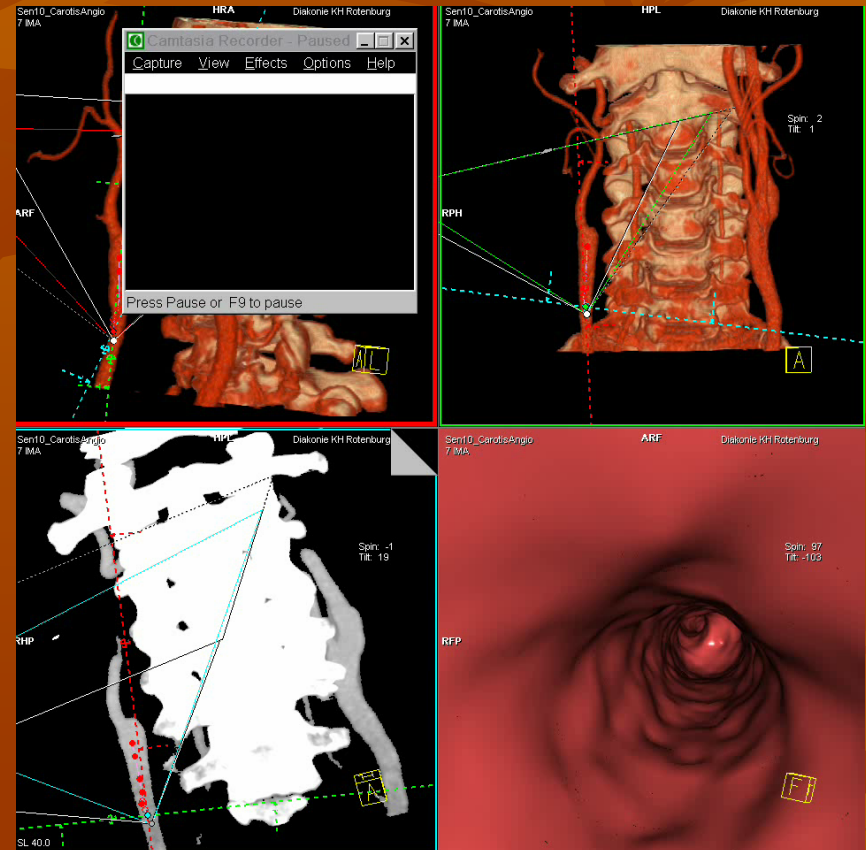 Sen10_CarotisAngio
7 IMA
HRA
Diakonie KH Rotenburg
Camtasia Recorder - Paused
Capture View Effects Options Help
Press Pause or F9 to pause
ARF
Sen10_CarotisAngio
7 IMA
HPL
Diakonie KH Rotenburg
Spin: 2
Tilt: 1
RPH
A
Sen10_CarotisAngio
7 IMA
HPL
Diakonie KH Rotenburg
Spin: -1
Tilt: 19
RHP
A
SL 40.0
Sen10_CarotisAngio
7 IMA
ARF
Diakonie KH Rotenburg
Spin: 97
Tilt: -103
RFP
F